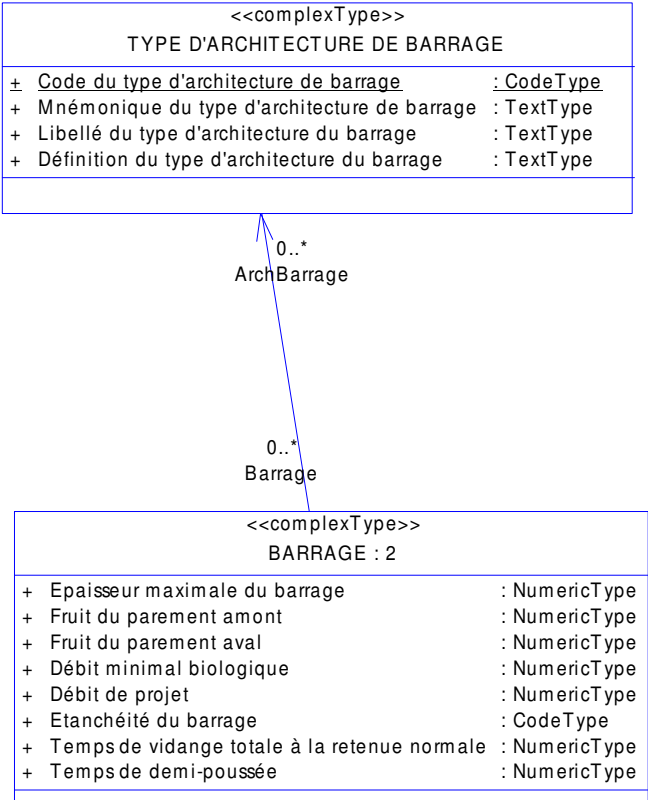 <<complexType>>
TYPE D'ARCHITECTURE DE BARRAGE
+ Code du type d'architecture de barrage : CodeType
+ Mnémonique du type d'architecture de barrage : TextType
+ Libellé du type d'architecture du barrage : TextType
+ Définition du type d'architecture du barrage : TextType
0..*
ArchBarrage
0..*
Barrage
<<complexType>>
BARRAGE : 2
+ Epaisseur maximale du barrage : NumericType
+ Fruit du parement amont : NumericType
+ Fruit du parement aval : NumericType
+ Débit minimal biologique : NumericType
+ Débit de projet : NumericType
+ Etanchéité du barrage : CodeType
+ Temps de vidange totale à la retenue normale : NumericType
+ Temps de demi-poussée : NumericType